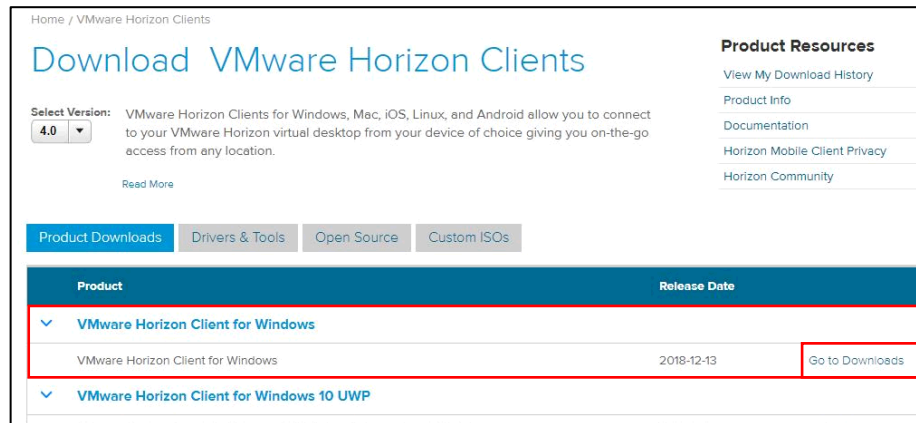 Home / VMware Horizon Clients
Download VMware Horizon Clients
Select Version:
4.0
VMware Horizon Clients for Windows, Mac, iOS, Linux, and Android allow you to connect
to your VMware Horizon virtual desktop from your device of choice giving you on-the-go
access from any location.
Read More
Product Resources
View My Download History
Product Info
Documentation
Horizon Mobile Client Privacy
Horizon Community
Product Downloads Drivers & Tools Open Source Custom ISOs
Product Release Date
VMware Horizon Client for Windows
VMware Horizon Client for Windows 2018-12-13 Go to Downloads
VMware Horizon Client for Windows 10 UWP